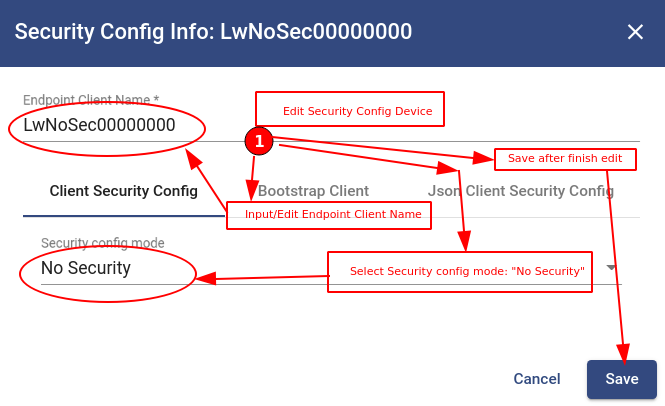 Security Config Info: LwNoSec00000000
Endpoint Client Name *
LwNoSec00000000
Edit Security Config Device
1
Save after finish edit
Client Security Config
Bootstrap Client
Json Client Security Config
Input/Edit Endpoint Client Name
Security config mode
No Security
Select Security config mode: "No Security"
Cancel
Save